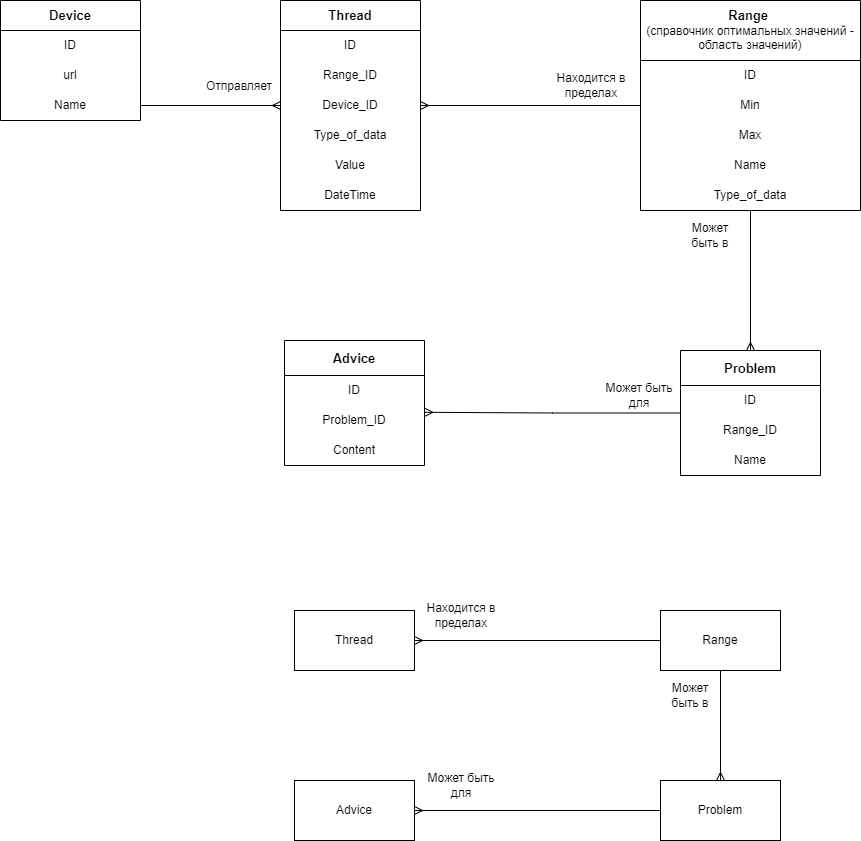 Device
ID
url
Name
Отправляет
Thread
ID
Range_ID
Device_ID
Type_of_data
Value
DateTime
Находится в
пределах
Range
(справочник оптимальных значений -
область значений)
ID
Min
Max
Name
Type_of_data
Может
быть в
Advice
ID
Problem_ID
Content
Может быть
для
Problem
ID
Range_ID
Name
Thread
Находится в
пределах
Range
Может
быть в
Advice
Может быть
для
Problem